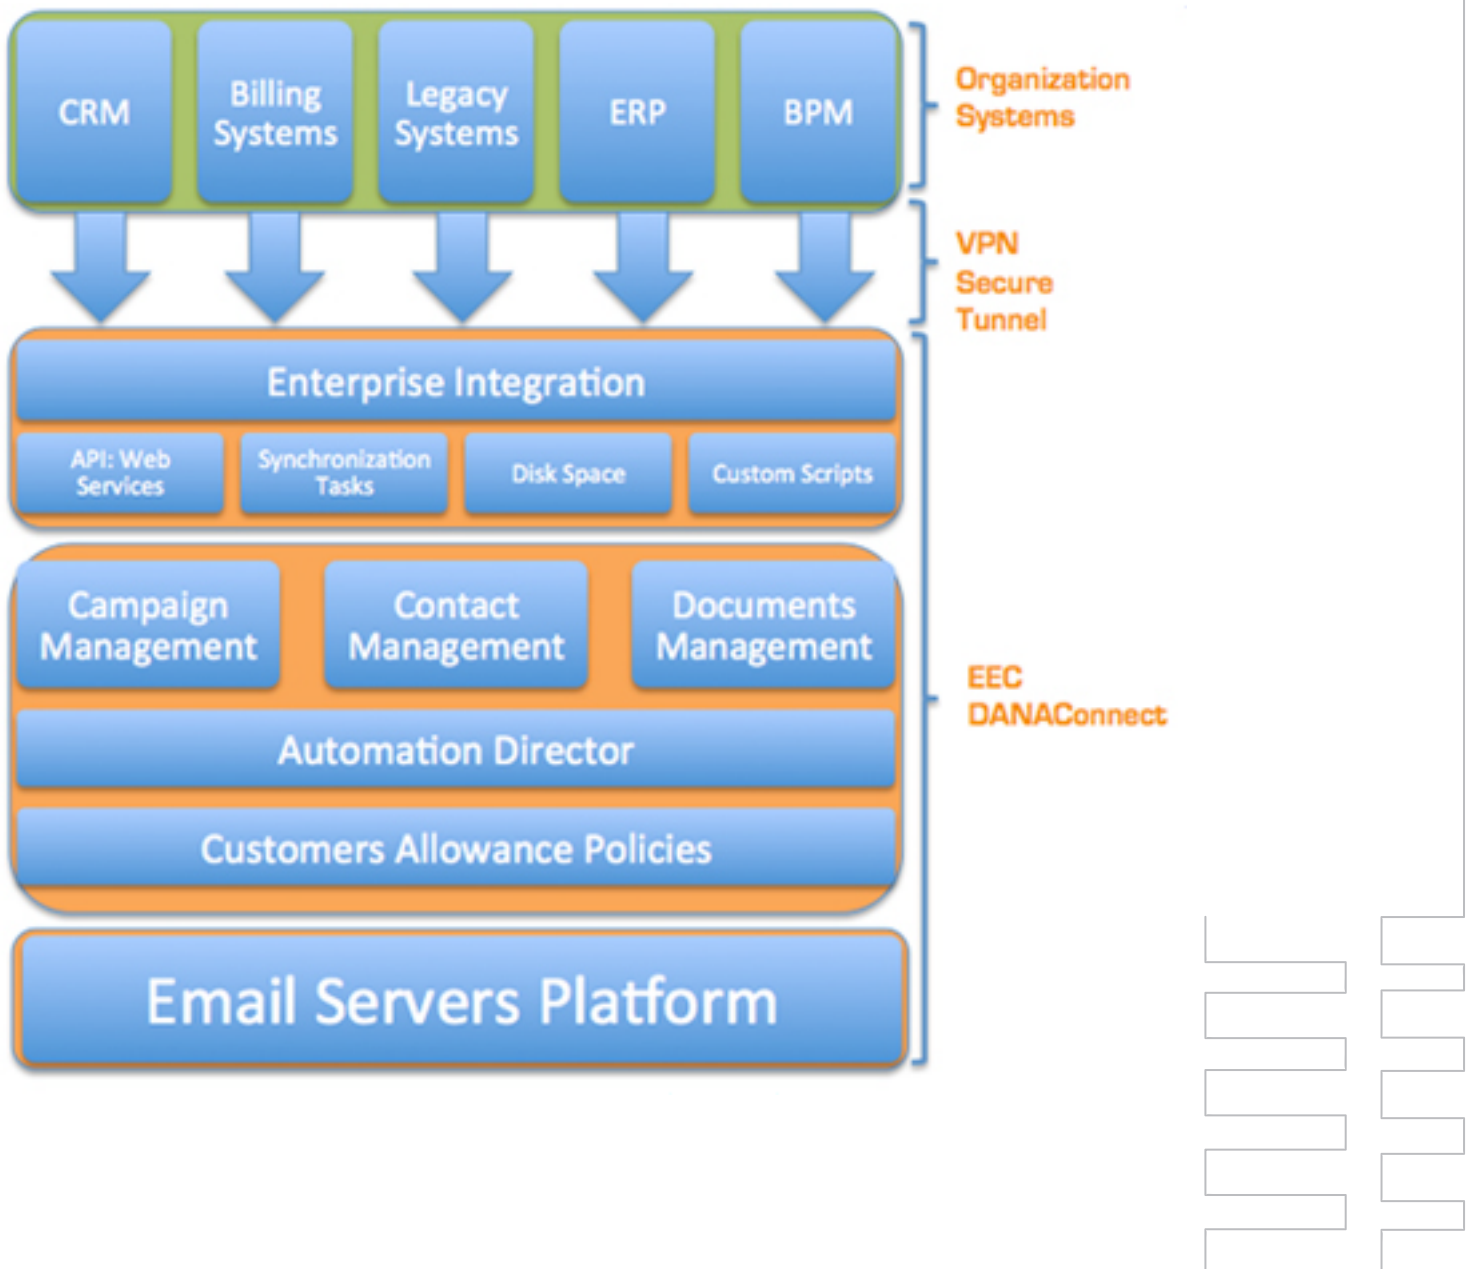 CRM
Billing
Systems
Legacy
Systems
ERP
BPM
Organization
Systems
VPN
Secure
Tunnel
Enterprise Integration
API: Web
Services
Synchronization
Tasks
Disk Space
Custom Scripts
Campaign
Management
Contact
Management
Documents
Management
EEC
DANAConnect
Automation Director
Customers Allowance Policies
Email Servers Platform